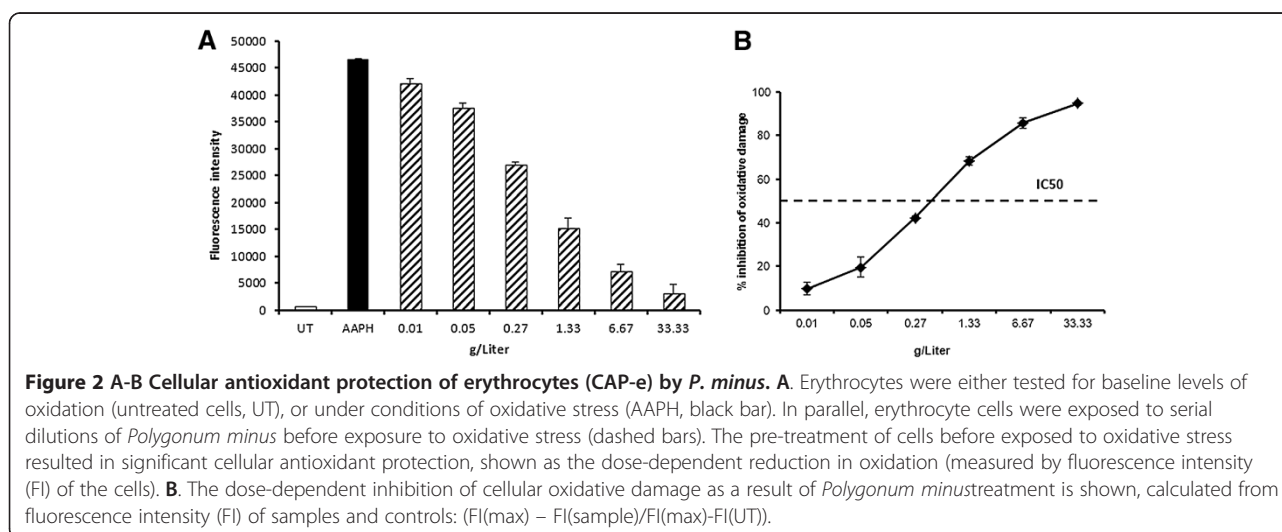 A
Fluorescence intensity
50000
45000
40000
35000
30000
25000
20000
15000
10000
5000
0
UT AAPH 0.01 0.05 0.27 1.33 6.67 33.33
g/Liter
B
% inhibition of oxidative damage
100
80
60
40
20
0
IC50
0.01 0.05 0.27 1.33 6.67 33.33
g/Liter
Figure 2 A-B Cellular antioxidant protection of erythrocytes (CAP-e) by P. minus. A. Erythrocytes were either tested for baseline levels of
oxidation (untreated cells, UT), or under conditions of oxidative stress (AAPH, black bar). In parallel, erythrocyte cells were exposed to serial
dilutions of Polygonum minus before exposure to oxidative stress (dashed bars). The pre-treatment of cells before exposed to oxidative stress
resulted in significant cellular antioxidant protection, shown as the dose-dependent reduction in oxidation (measured by fluorescence intensity
(FI) of the cells). B. The dose-dependent inhibition of cellular oxidative damage as a result of Polygonum minustreatment is shown, calculated from
fluorescence intensity (FI) of samples and controls: (FI(max) – FI(sample)/FI(max)-FI(UT)).